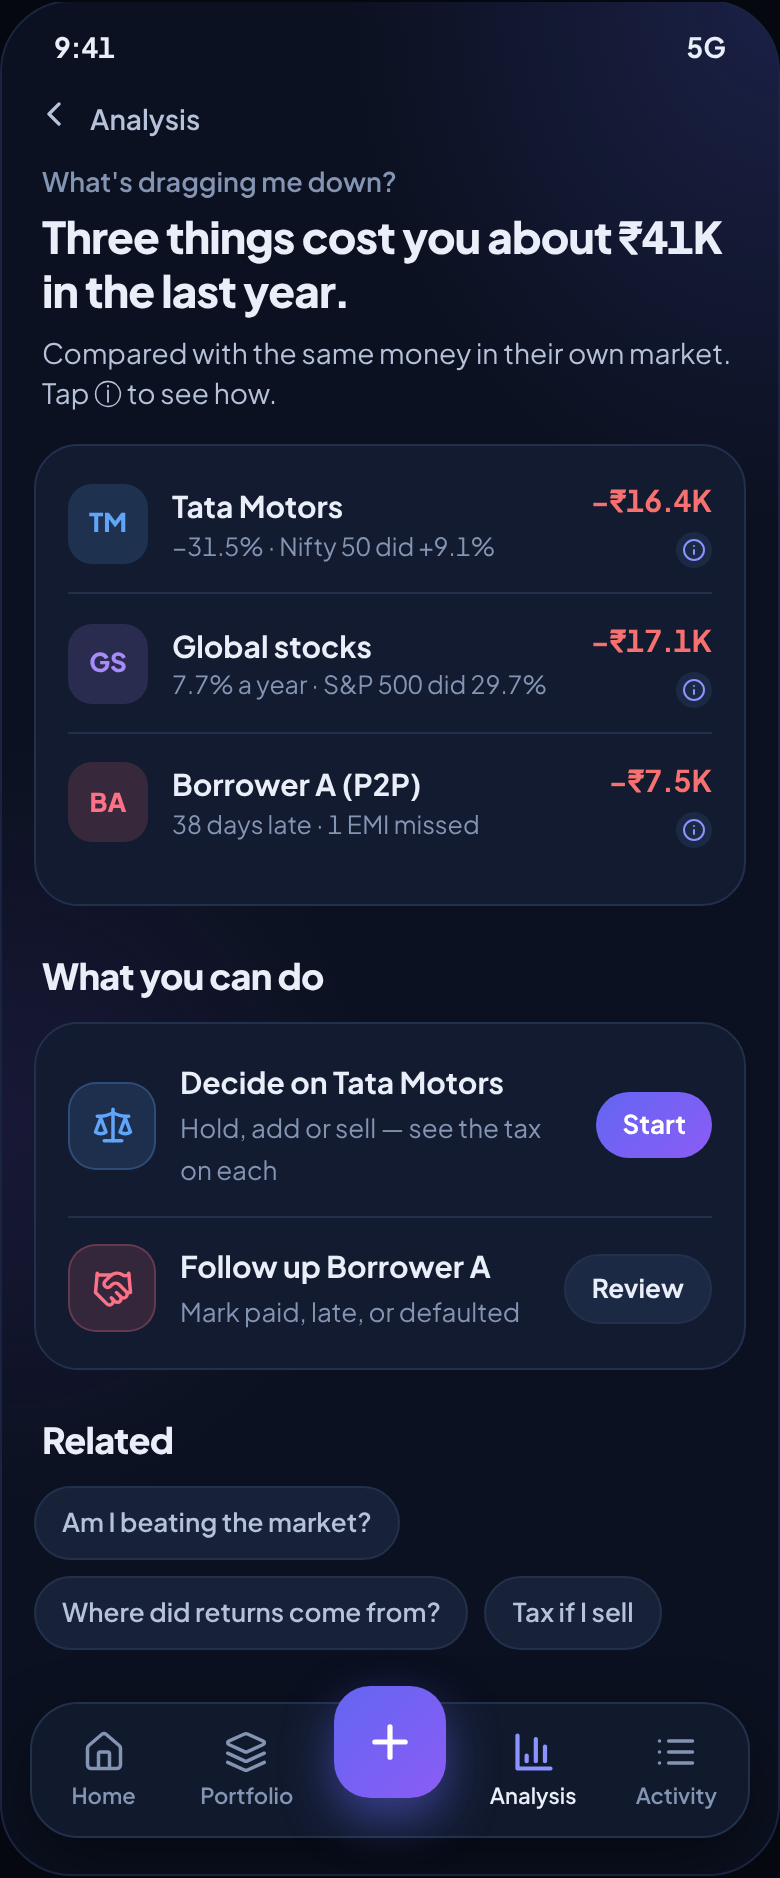 9:41
5G
Analysis
What's dragging me down?
Three things cost you about ₹41K
in the last year.
Compared with the same money in their own market.
Tap ⓘ to see how.
TM
Tata Motors
−₹16.4K
−31.5% · Nifty 50 did +9.1%
GS
Global stocks
−₹17.1K
7.7% a year · S&P 500 did 29.7%
BA
Borrower A (P2P)
−₹7.5K
38 days late · 1 EMI missed
What you can do
Decide on Tata Motors
Hold, add or sell — see the tax
on each
Start
Follow up Borrower A
Mark paid, late, or defaulted
Review
Related
Am I beating the market?
Where did returns come from?
Tax if I sell
Home
Portfolio
Analysis
Activity